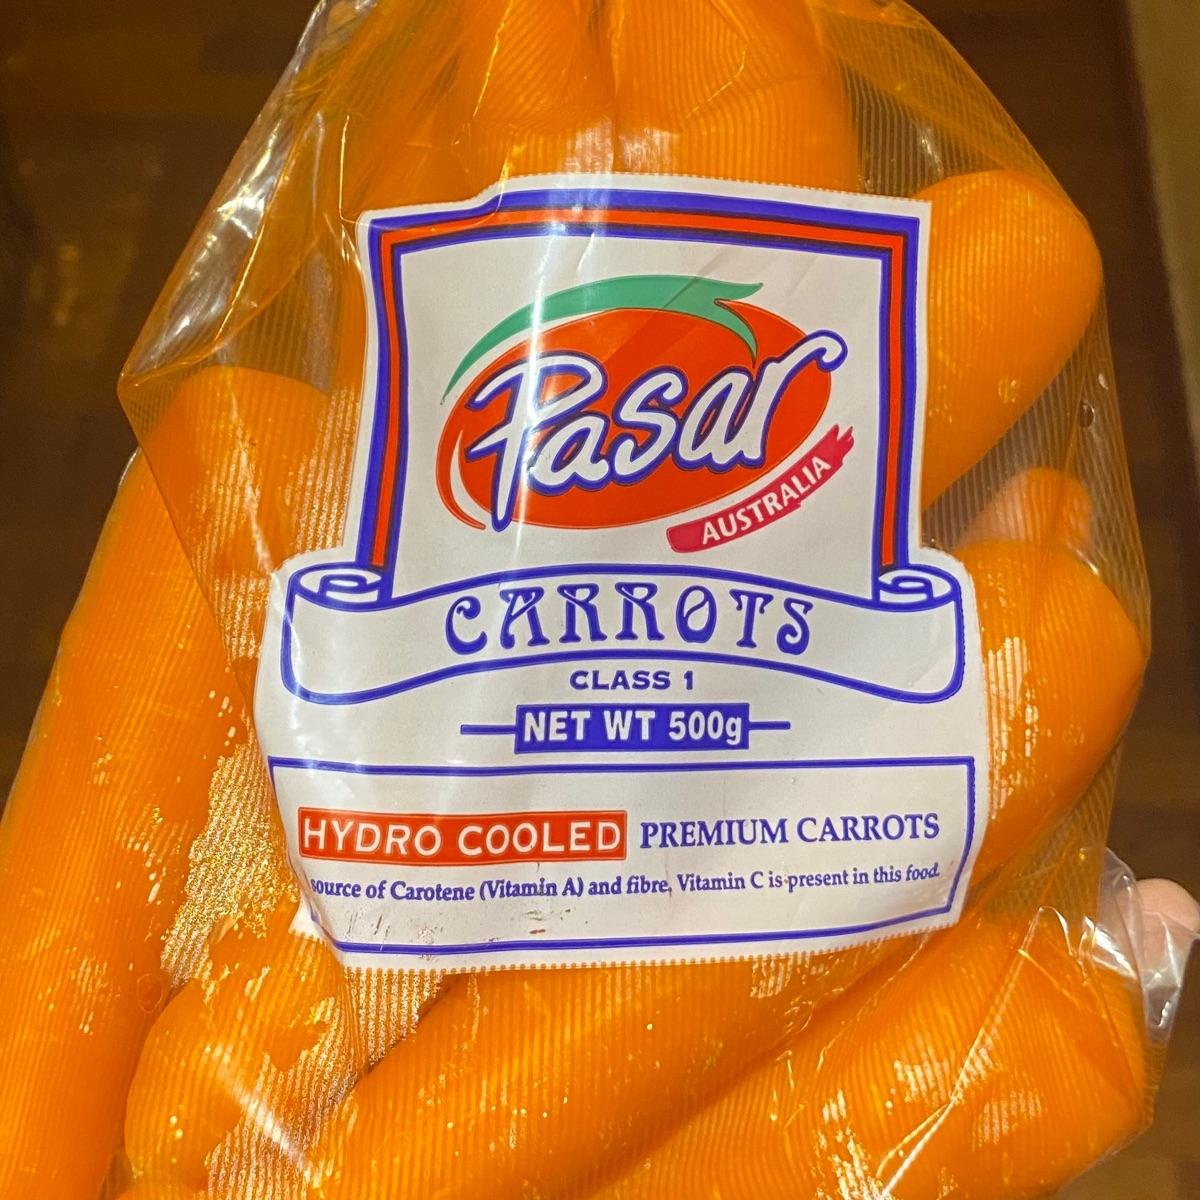 Pasar
AUSTRALIA
CARROTS
CLASS 1
NET WT 500g
HYDRO COOLED PREMIUM CARROTS
source of Carotene (Vitamin A) and fibre, Vitamin C is present in this food.